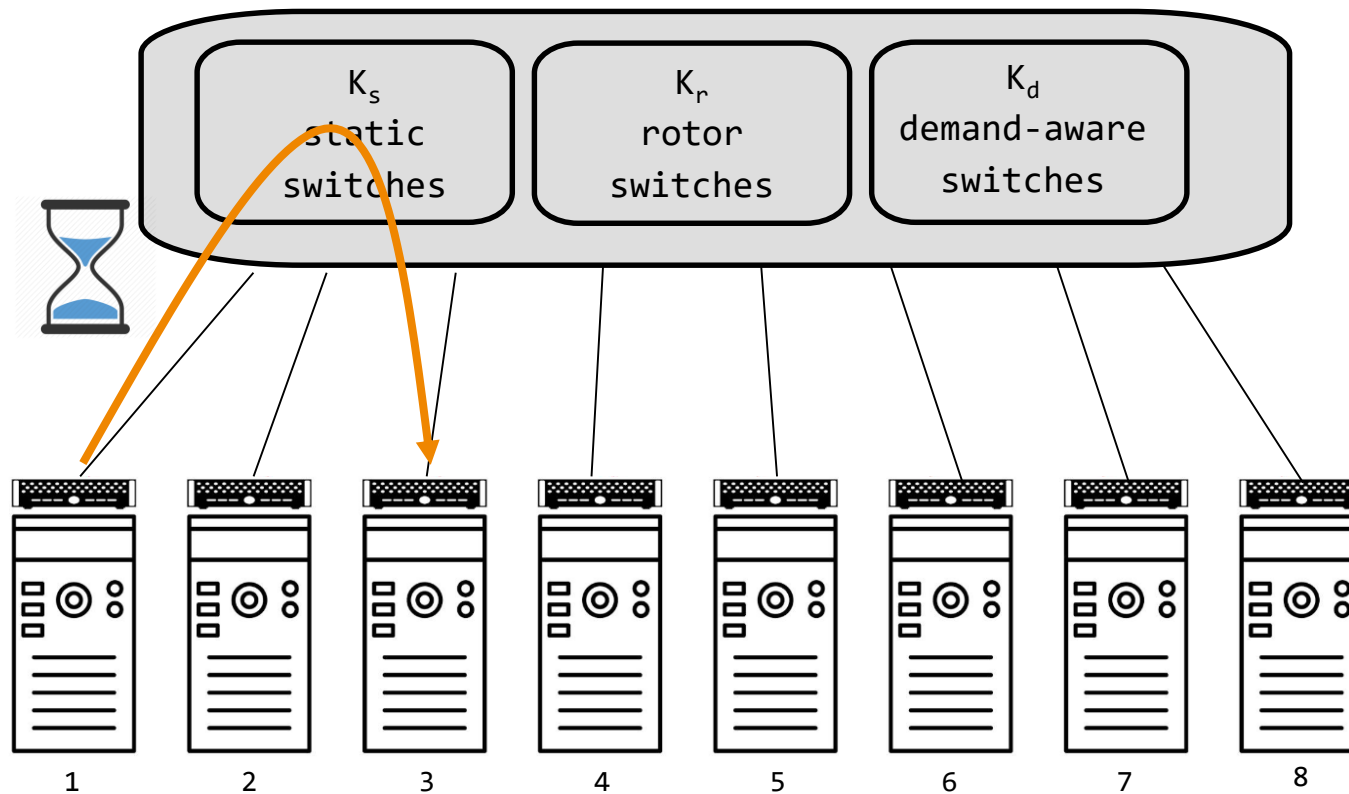 K_s
static
switches
K_r
rotor
switches
K_d
demand-aware
switches
1
2
3
4
5
6
7
8